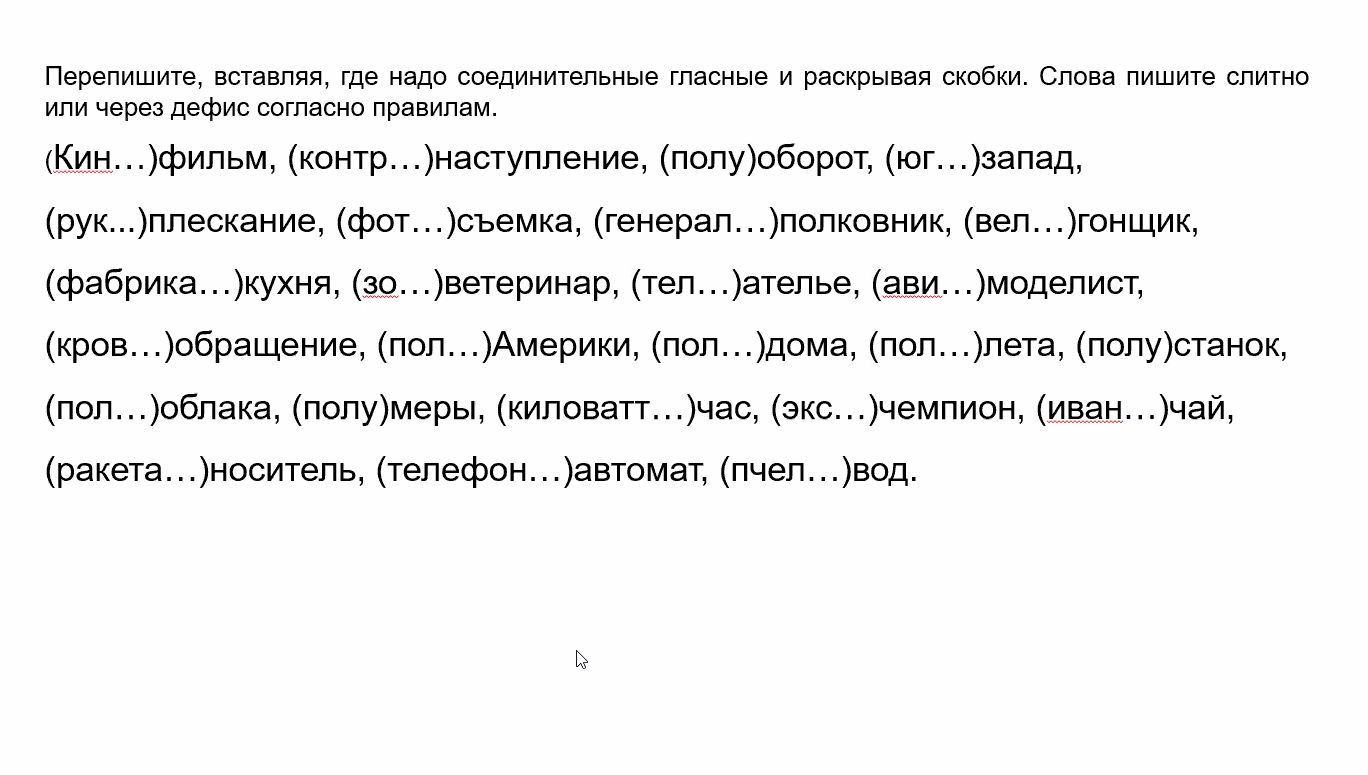 Перепишите, вставляя, где надо соединительные гласные и раскрывая скобки. Слова пишите слитно
или через дефис согласно правилам.
(Кин…)фильм, (контр…)наступление, (полу)оборот, (юг…)запад,
(рук...)плескание, (фот…)съемка, (генерал…)полковник, (вел…)гонщик,
(фабрика…)кухня, (зо…)ветеринар, (тел…)ателье, (ави…)моделист,
(кров…)обращение, (пол…)Америки, (пол…)дома, (пол…)лета, (полу)станок,
(пол…)облака, (полу)меры, (киловатт…)час, (экс…)чемпион, (иван…)чай,
(ракета…)носитель, (телефон…)автомат, (пчел…)вод.